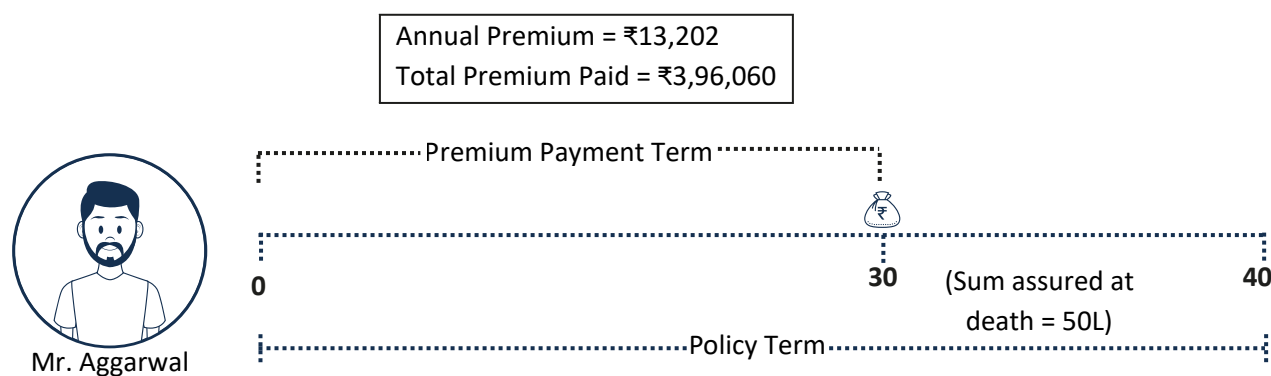 Annual Premium = ₹13,202
Total Premium Paid = ₹3,96,060
Premium Payment Term
₹
0
30
40
(Sum assured at
death = 50L)
Policy Term
Mr. Aggarwal